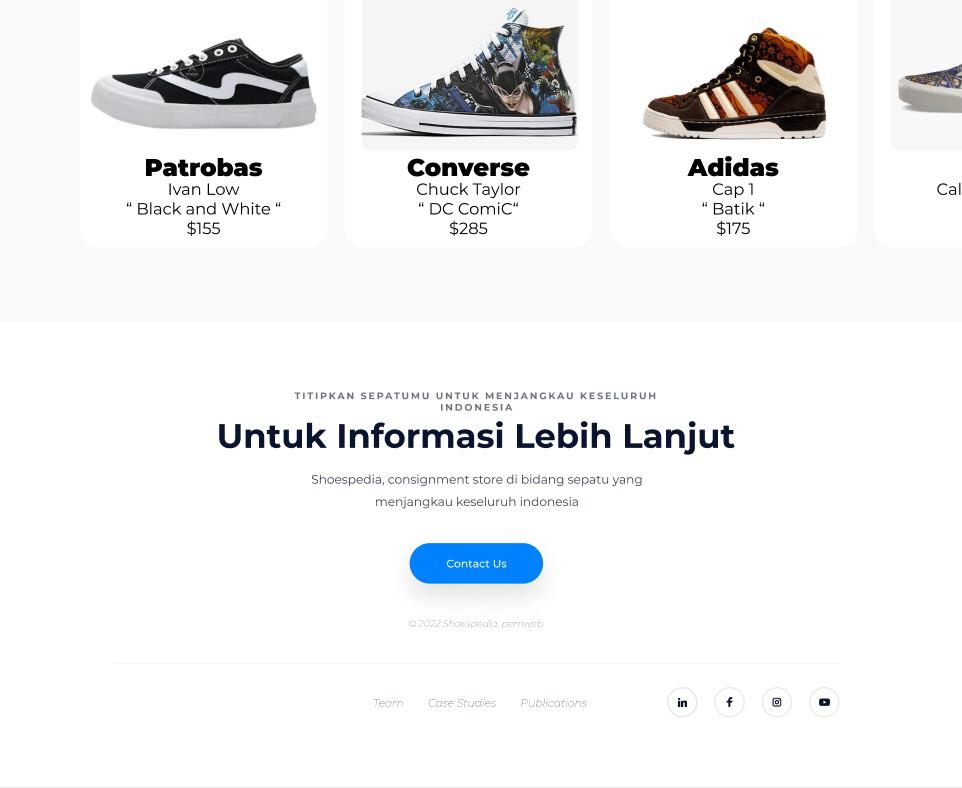 Patrobas
Ivan Low
“ Black and White “
$155
Converse
Chuck Taylor
“ DC ComiC“
$285
Adidas
Cap 1
“ Batik “
$175
Cal
TITIPKAN SEPATUMU UNTUK MENJANGKAU KESELURUH
INDONESIA
Untuk Informasi Lebih Lanjut
Shoespedia, consignment store di bidang sepatu yang
menjangkau keseluruh indonesia
Contact Us
© 2022 Shoespedia. pernweb
Team Case Studies Publications